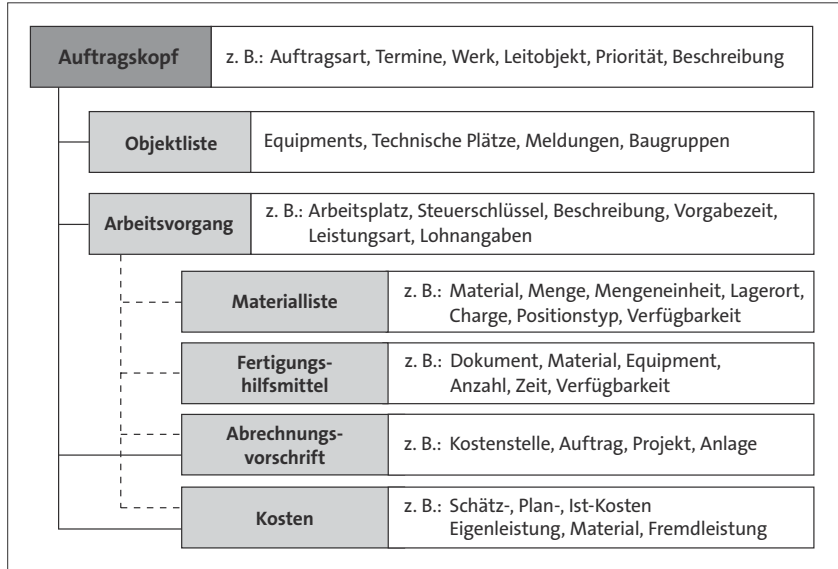 Auftragskopf
z. B.: Auftragsart, Termine, Werk, Leitobjekt, Priorität, Beschreibung
Objektliste
Equipments, Technische Plätze, Meldungen, Baugruppen
Arbeitsvorgang
z. B.: Arbeitsplatz, Steuerschlüssel, Beschreibung, Vorgabezeit,
Leistungsart, Lohnangaben
Materialliste
z. B.: Material, Menge, Mengeneinheit, Lagerort,
Charge, Positionstyp, Verfügbarkeit
Fertigungs-
hilfsmittel
z. B.: Dokument, Material, Equipment,
Anzahl, Zeit, Verfügbarkeit
Abrechnungs-
vorschrift
z. B.: Kostenstelle, Auftrag, Projekt, Anlage
Kosten
z. B.: Schätz-, Plan-, Ist-Kosten
Eigenleistung, Material, Fremdleistung